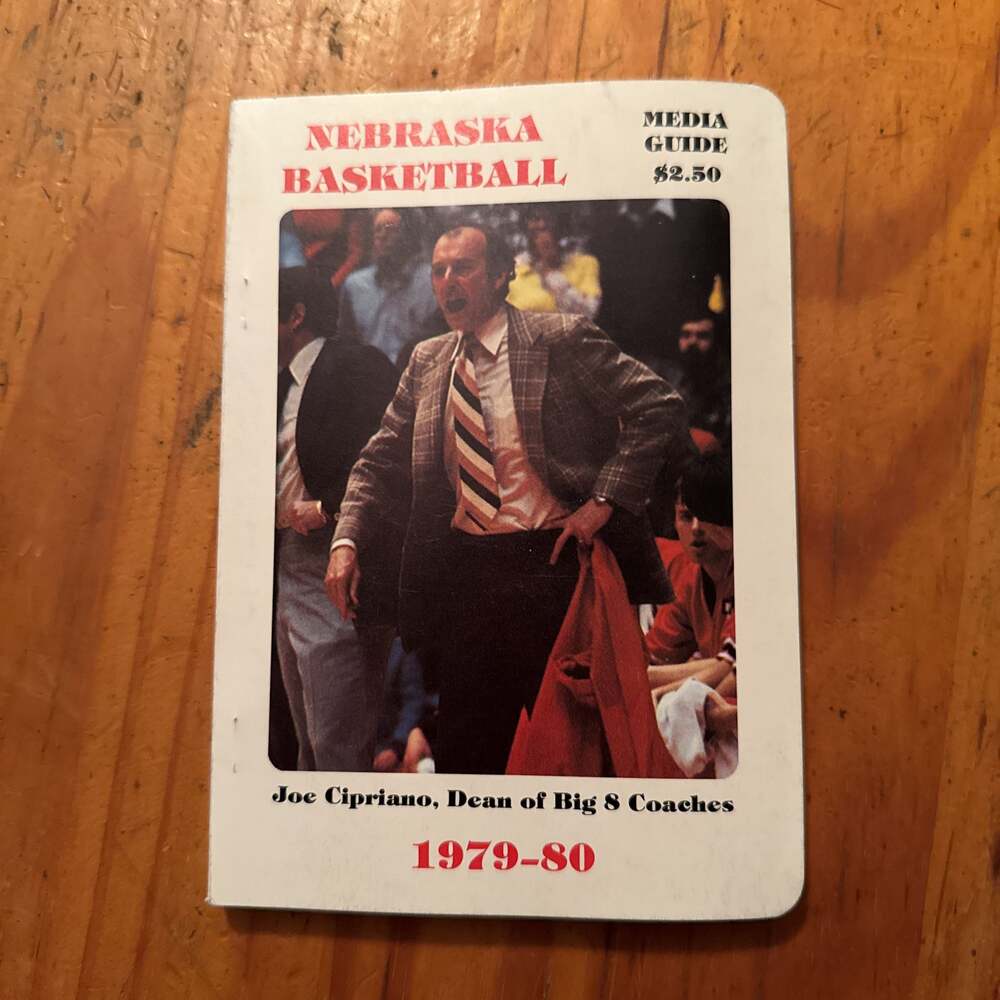 NEBRASKA
BASKETBALL
MEDIA
GUIDE
$2.50
Joe Cipriano, Dean of Big 8 Coaches
1979-80